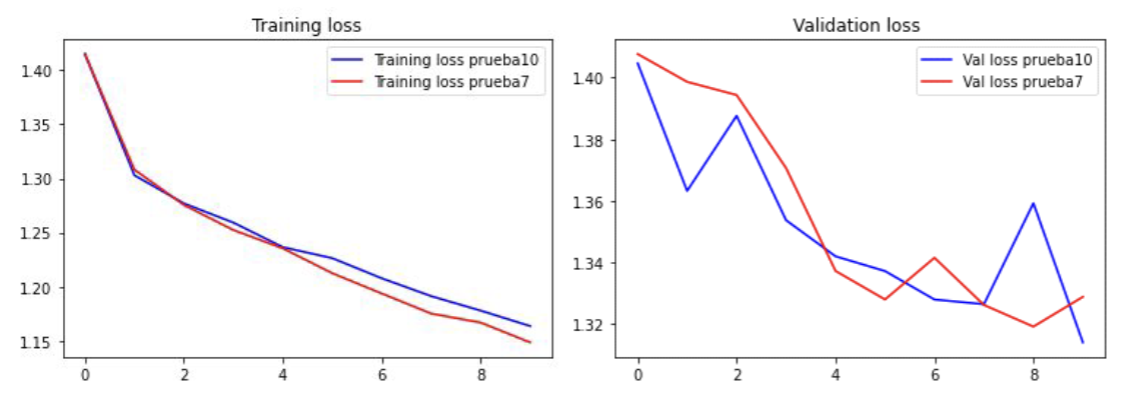 Training loss
Training loss prueba10
Training loss prueba7
1.40
1.35
1.30
1.25
1.20
1.15
0 2 4 6 8
Validation loss
Val loss prueba10
Val loss prueba7
1.40
1.38
1.36
1.34
1.32
0 2 4 6 8